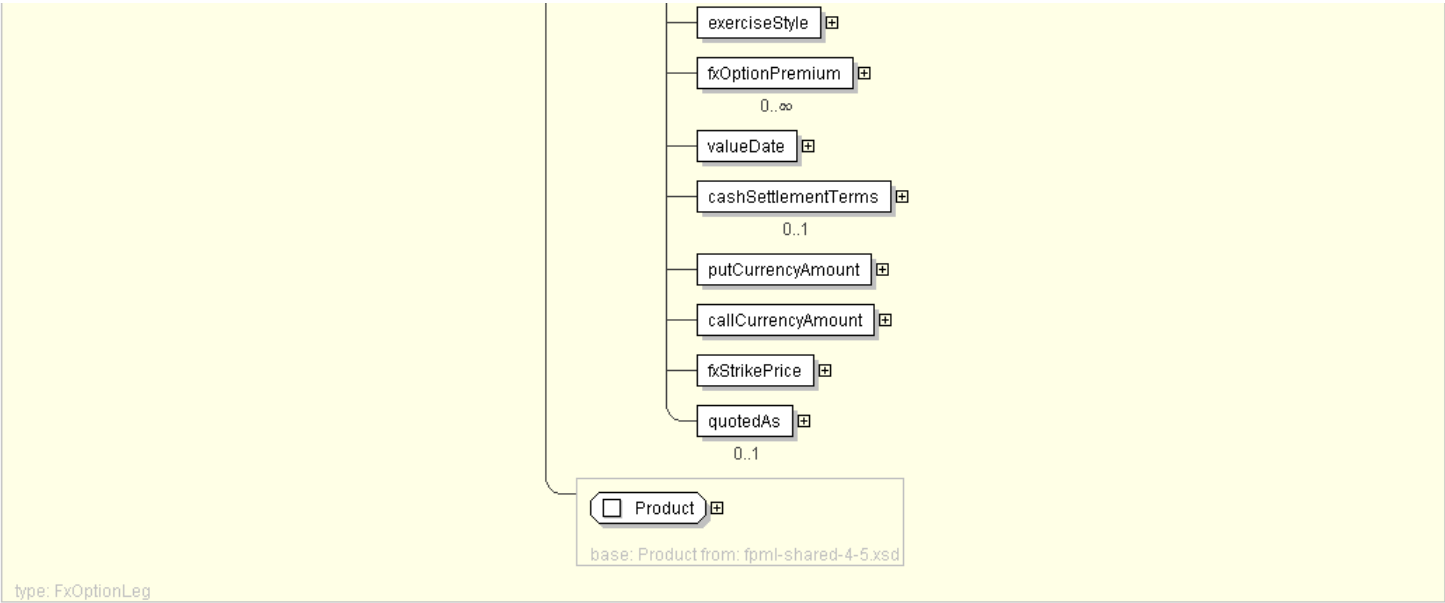 exerciseStyle
fxOptionPremium
0..∞
valueDate
cashSettlementTerms
0..1
putCurrencyAmount
callCurrencyAmount
fxStrikePrice
quotedAs
0..1
Product
base: Product from: fpml-shared-4-5.xsd
type: FxOptionLeg